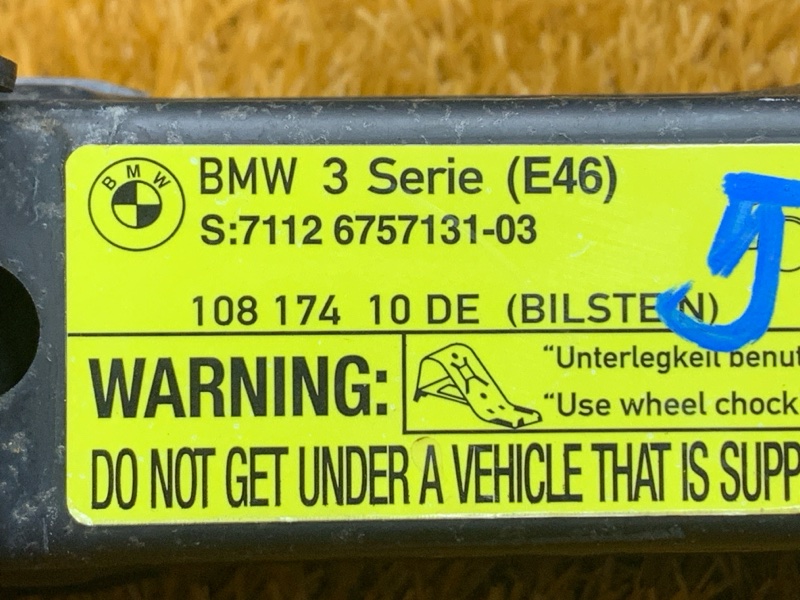 BMW
BMW 3 Serie (E46)
S:7112 6757131-03
108 174 10 DE (BILSTEIN)
WARNING:
“Unterlegkeil benut
“Use wheel chock
DO NOT GET UNDER A VEHICLE THAT IS SUPP